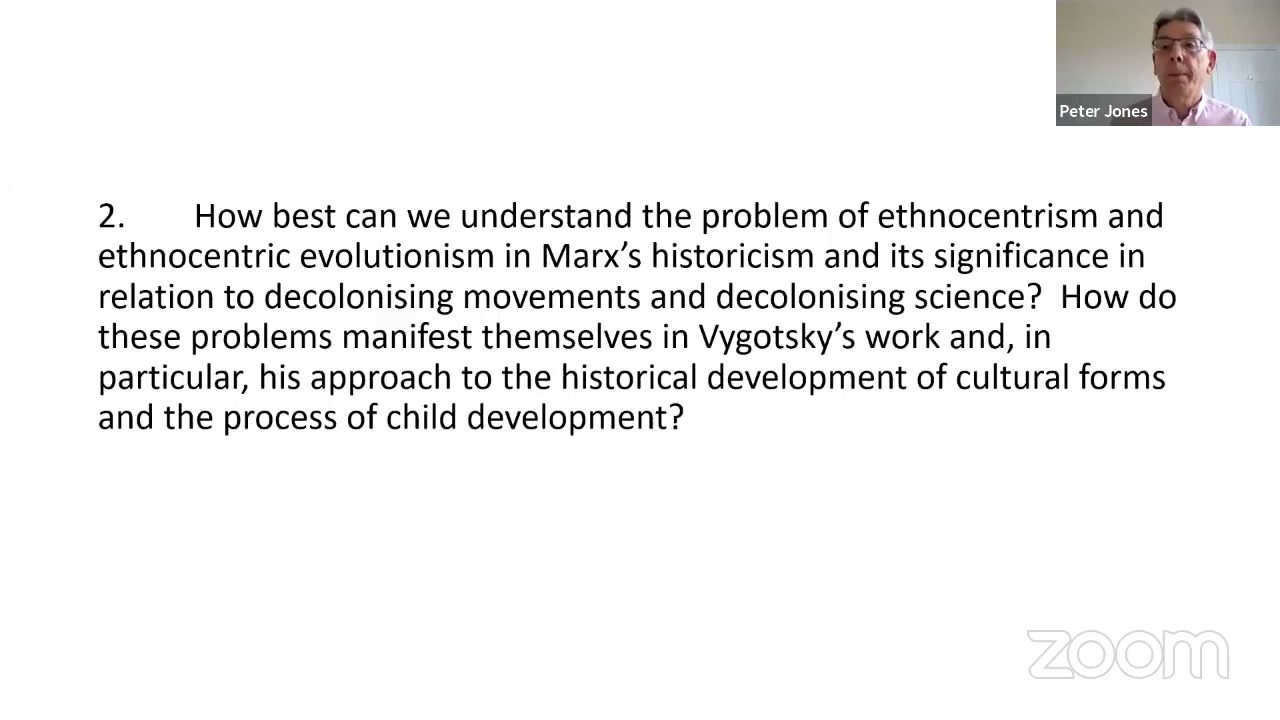 Peter Jones
2. How best can we understand the problem of ethnocentrism and
ethnocentric evolutionism in Marx’s historicism and its significance in
relation to decolonising movements and decolonising science? How do
these problems manifest themselves in Vygotsky’s work and, in
particular, his approach to the historical development of cultural forms
and the process of child development?
zoom